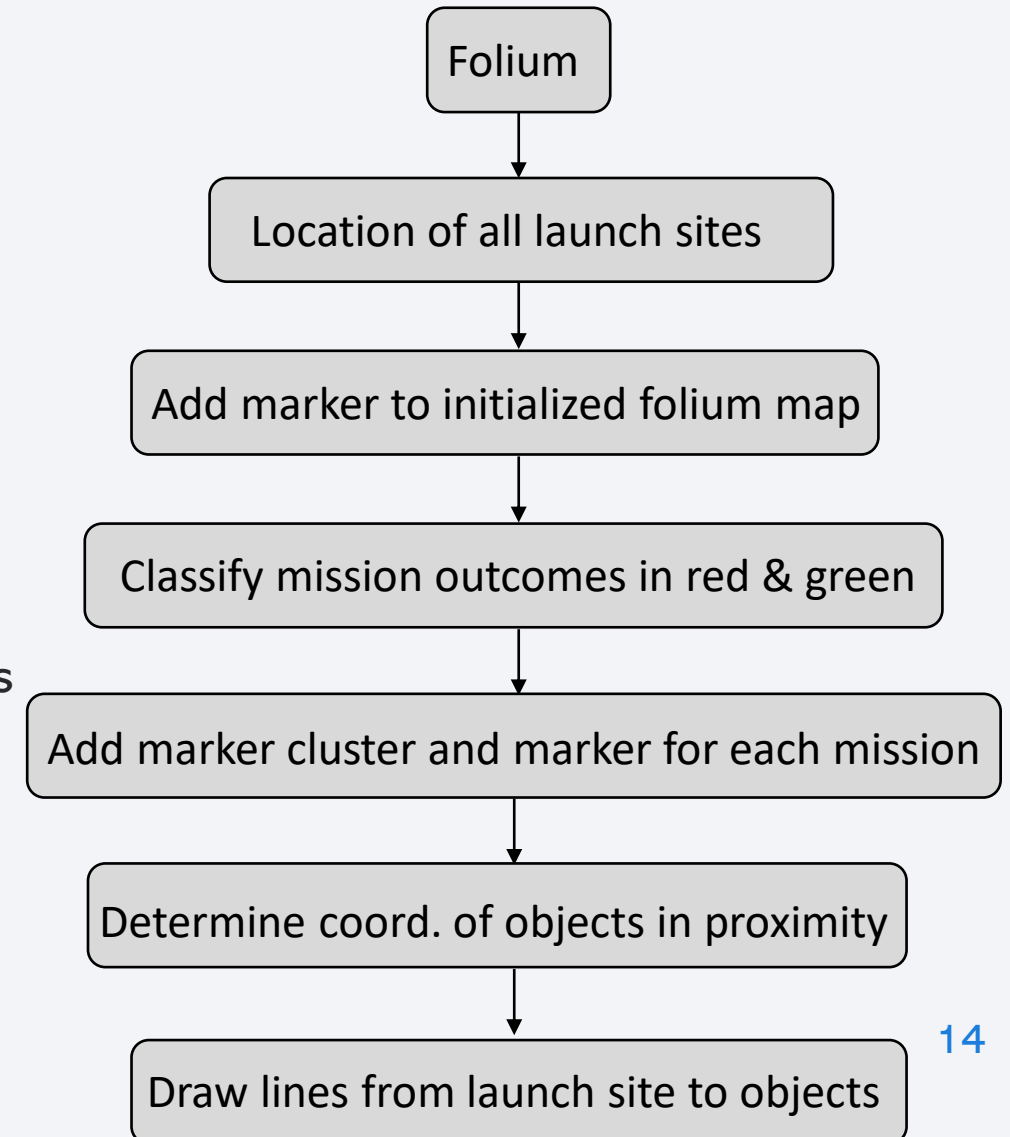 Folium
Location of all launch sites
Add marker to initialized folium map
Classify mission outcomes in red & green
s
Add marker cluster and marker for each mission
Determine coord. of objects in proximity
14
Draw lines from launch site to objects